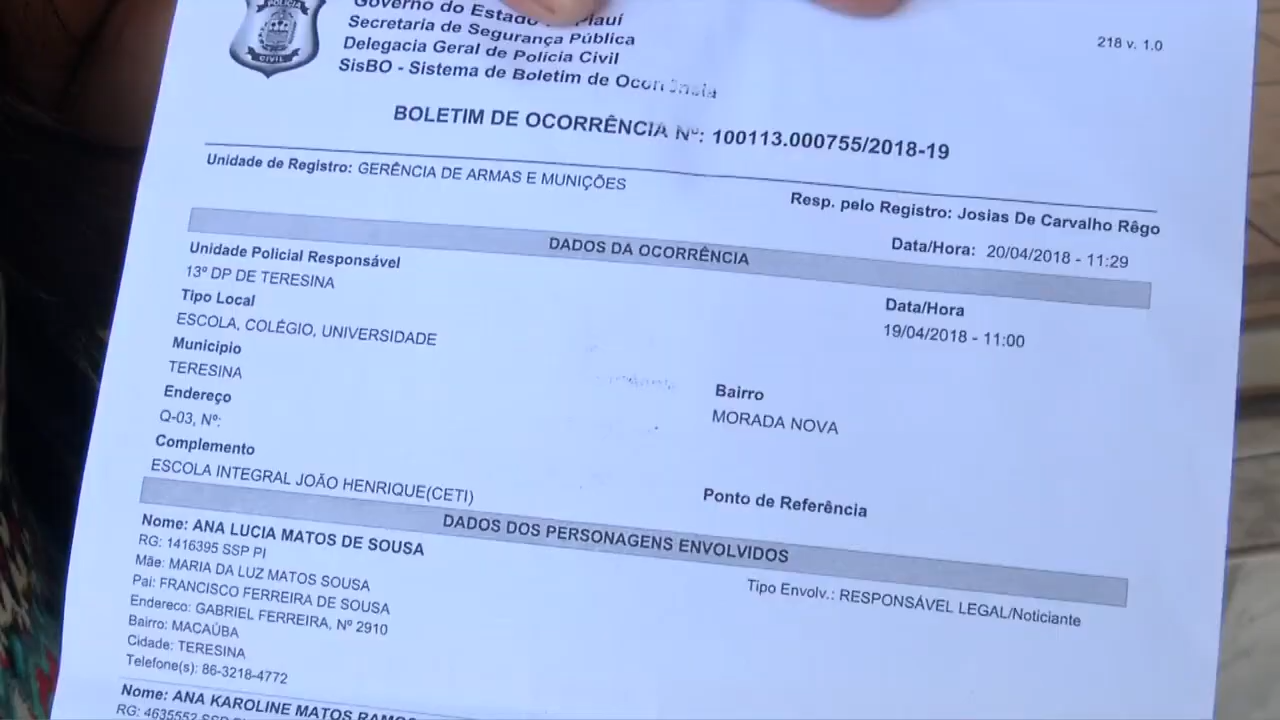 POLÍCIA
CIVIL
Governo do Estado Piauí
Secretaria de Segurança Pública
Delegacia Geral de Polícia Civil
SisBO - Sistema de Boletim de Ocorrência
218 v. 1.0
BOLETIM DE OCORRÊNCIA Nº: 100113.000755/2018-19
Unidade de Registro: GERÊNCIA DE ARMAS E MUNIÇÕES
Resp. pelo Registro: Josias De Carvalho Rêgo
Data/Hora: 20/04/2018 - 11:29
DADOS DA OCORRÊNCIA
Unidade Policial Responsável
13º DP DE TERESINA
Data/Hora
19/04/2018 - 11:00
Tipo Local
ESCOLA, COLÉGIO, UNIVERSIDADE
Município
TERESINA
Bairro
MORADA NOVA
Endereço
Q-03, Nº:
Complemento
ESCOLA INTEGRAL JOÃO HENRIQUE(CETI)
Ponto de Referência
DADOS DOS PERSONAGENS ENVOLVIDOS
Nome: ANA LUCIA MATOS DE SOUSA
Tipo Envolv.: RESPONSÁVEL LEGAL/Noticiante
RG: 1416395 SSP PI
Mãe: MARIA DA LUZ MATOS SOUSA
Pai: FRANCISCO FERREIRA DE SOUSA
Endereco: GABRIEL FERREIRA, Nº 2910
Bairro: MACAÚBA
Cidade: TERESINA
Telefone(s): 86-3218-4772
Nome: ANA KAROLINE MATOS
RG: 4635552